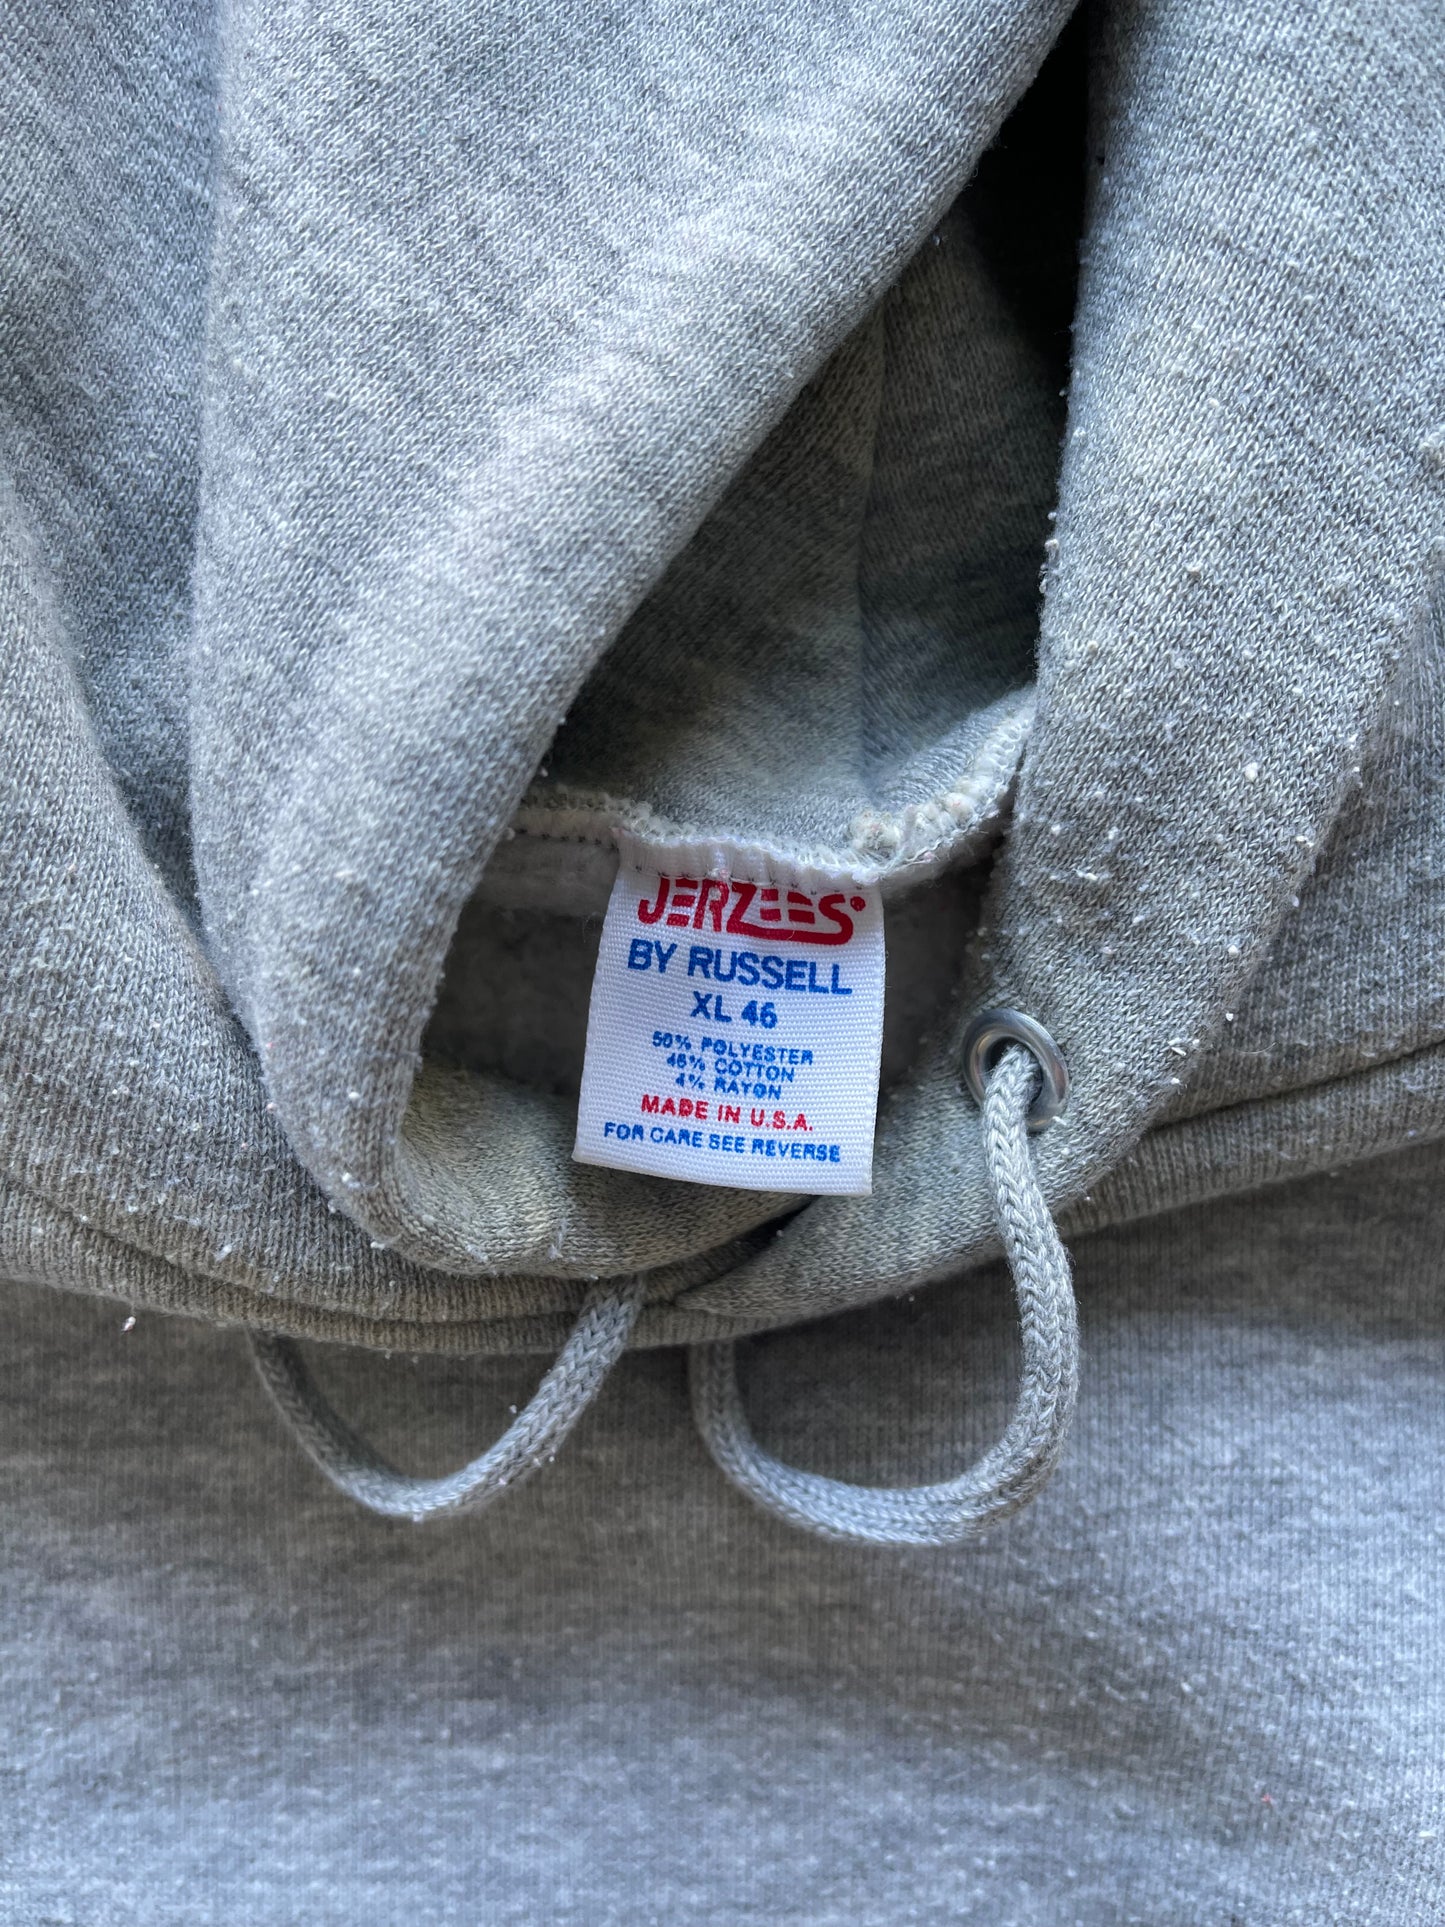 JERZEES®
BY RUSSELL
XL 46
50% POLYESTER
46% COTTON
4% RAYON
MADE IN U.S.A.
FOR CARE SEE REVERSE